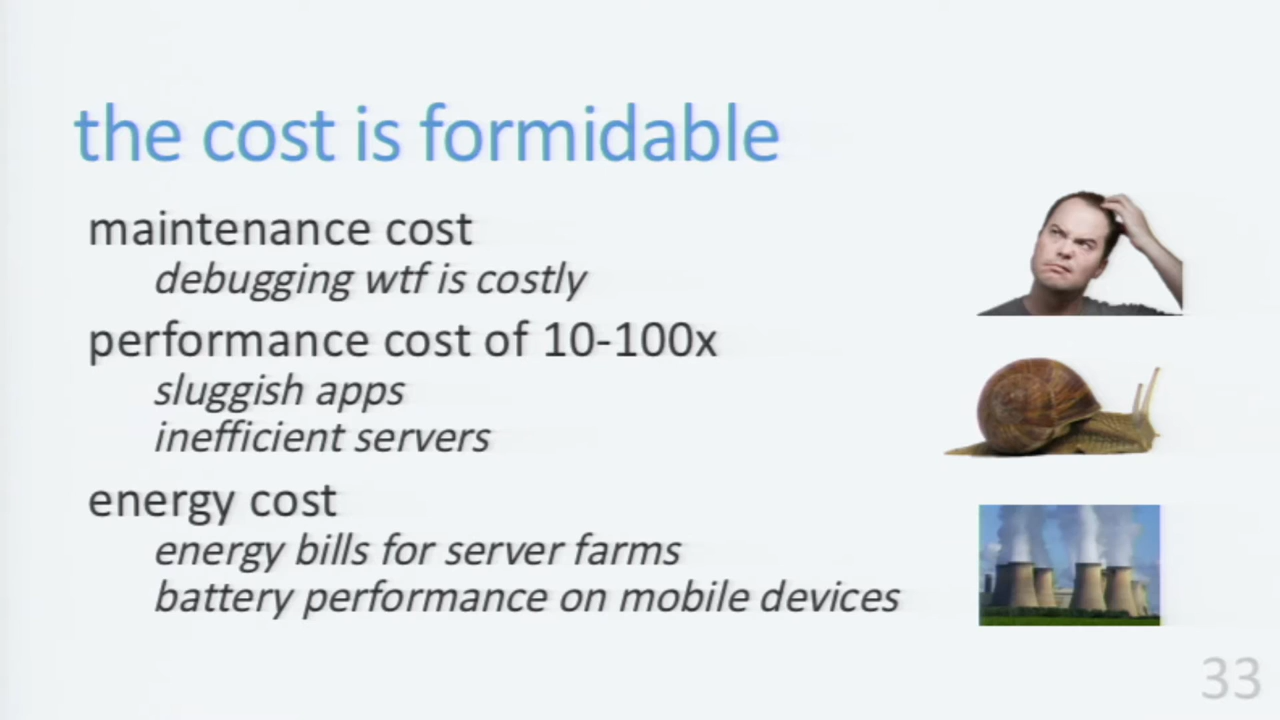 the cost is formidable
maintenance cost
debugging wtf is costly
performance cost of 10-100x
sluggish apps
inefficient servers
energy cost
energy bills for server farms
battery performance on mobile devices
33